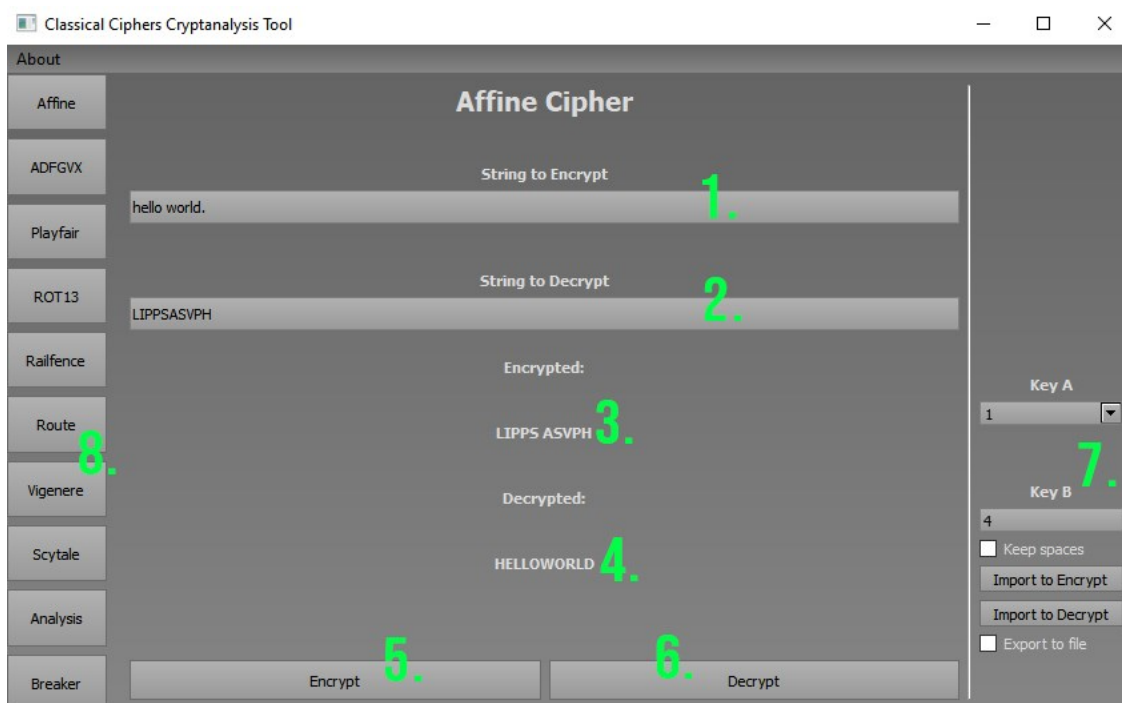 Classical Ciphers Cryptanalysis Tool
About
Affine
ADFGVX
Playfair
ROT13
Railfence
Route
8.
Vigenere
Scytale
Analysis
Breaker
Affine Cipher
String to Encrypt
1.
hello world.
String to Decrypt
2.
LIPPSASVPH
Encrypted:
LIPPS ASVPH 3.
Decrypted:
HELLOWORLD 4.
5.
Encrypt
6.
Decrypt
Key A
1
7.
Key B
4
Keep spaces
Import to Encrypt
Import to Decrypt
Export to file